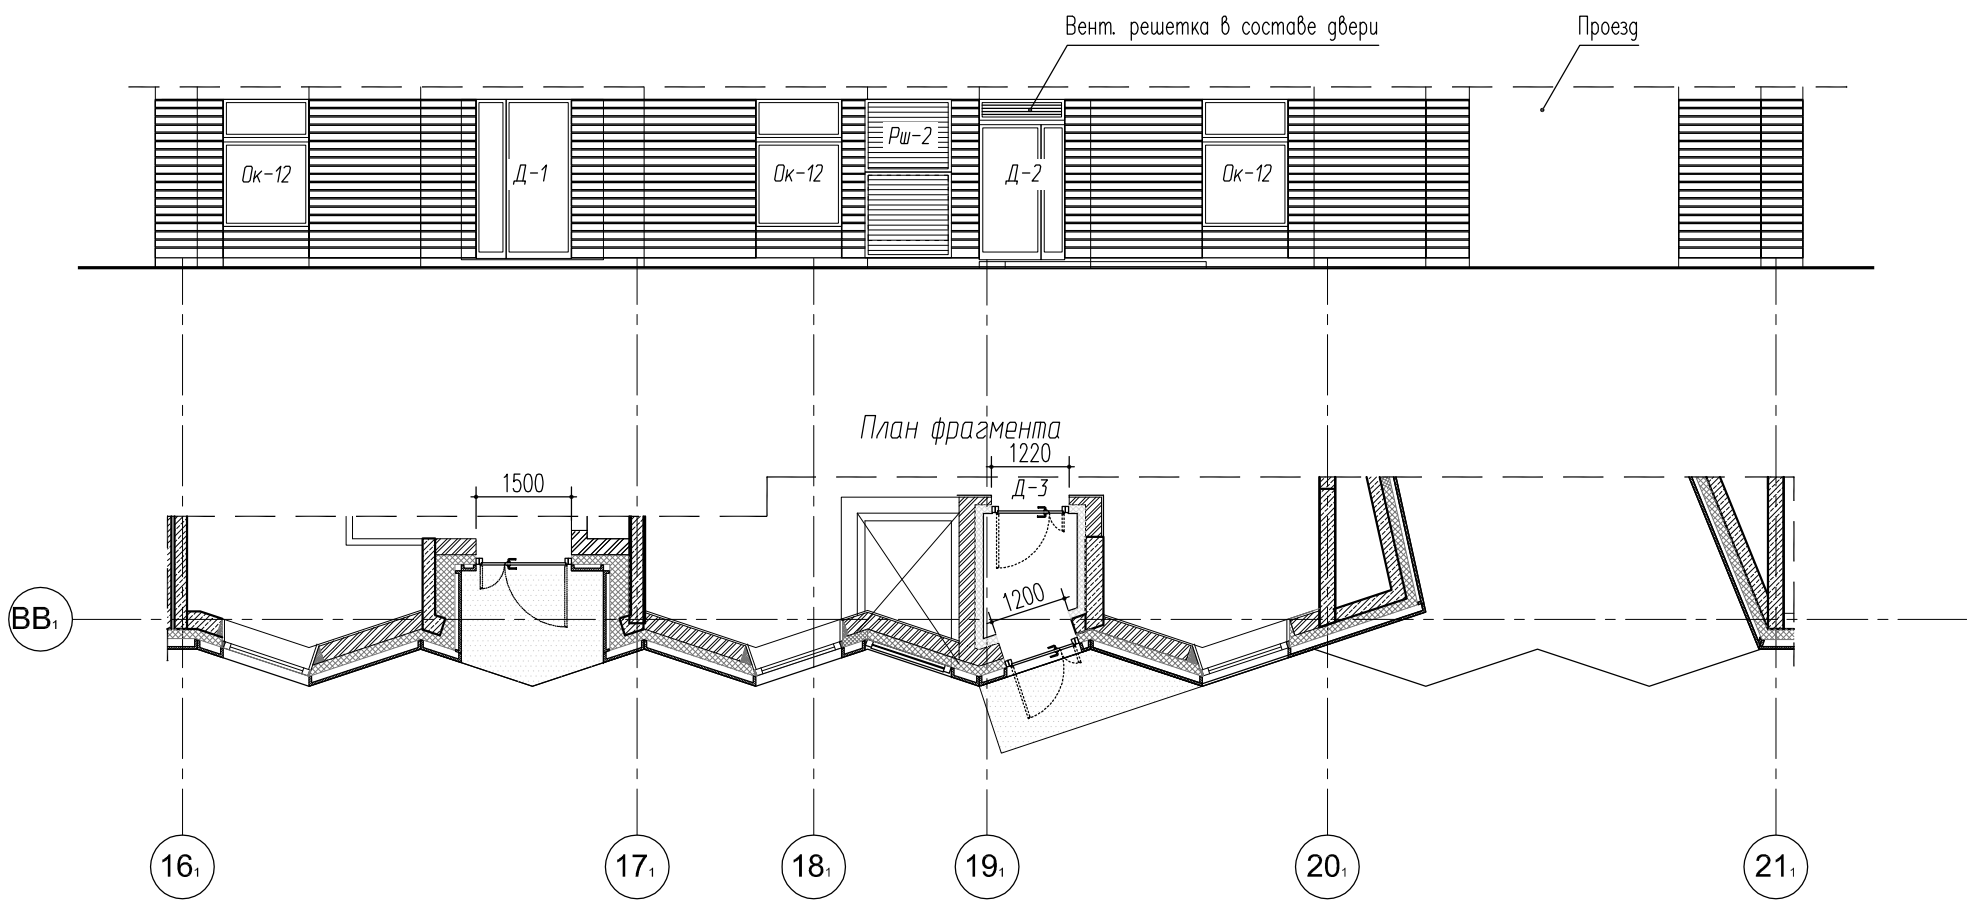 Вент. решетка в составе двери
Проезд
Ок-12
Д-1
Ок-12
Рш-2
Д-2
Ок-12
План фрагмента
1220
Д-3
1500
1200
ВВ₁
16₁
17₁
18₁
19₁
20₁
21₁